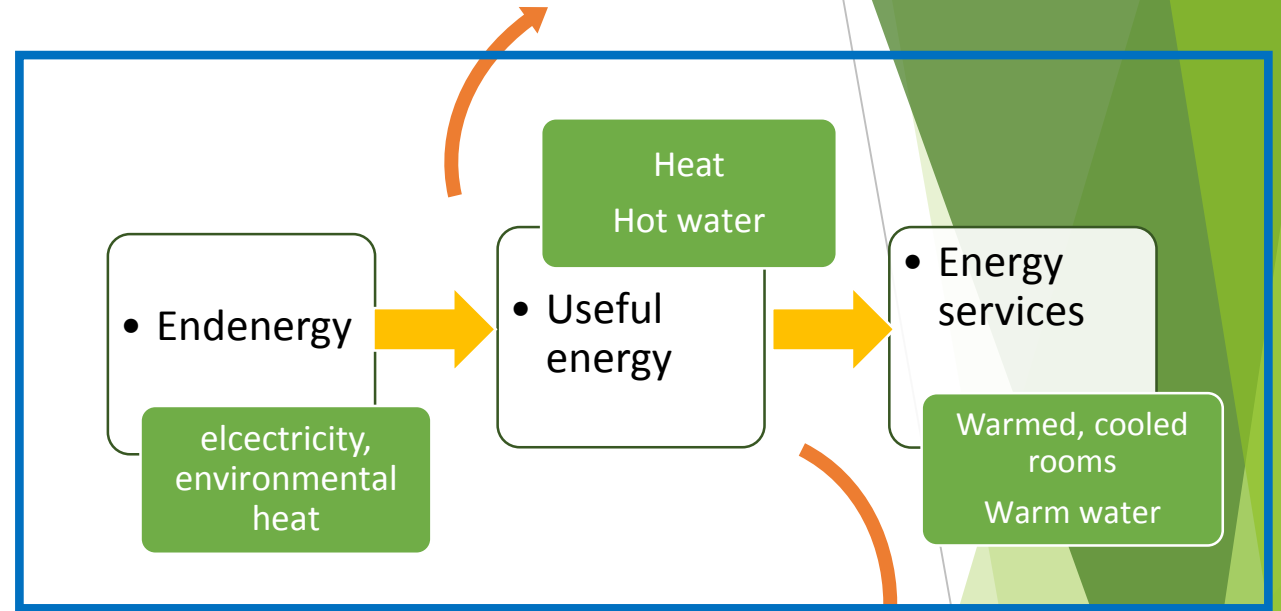 • Endenergy
elcectricity,
environmental
heat
Heat
Hot water
• Useful
energy
• Energy
services
Warmed, cooled
rooms
Warm water